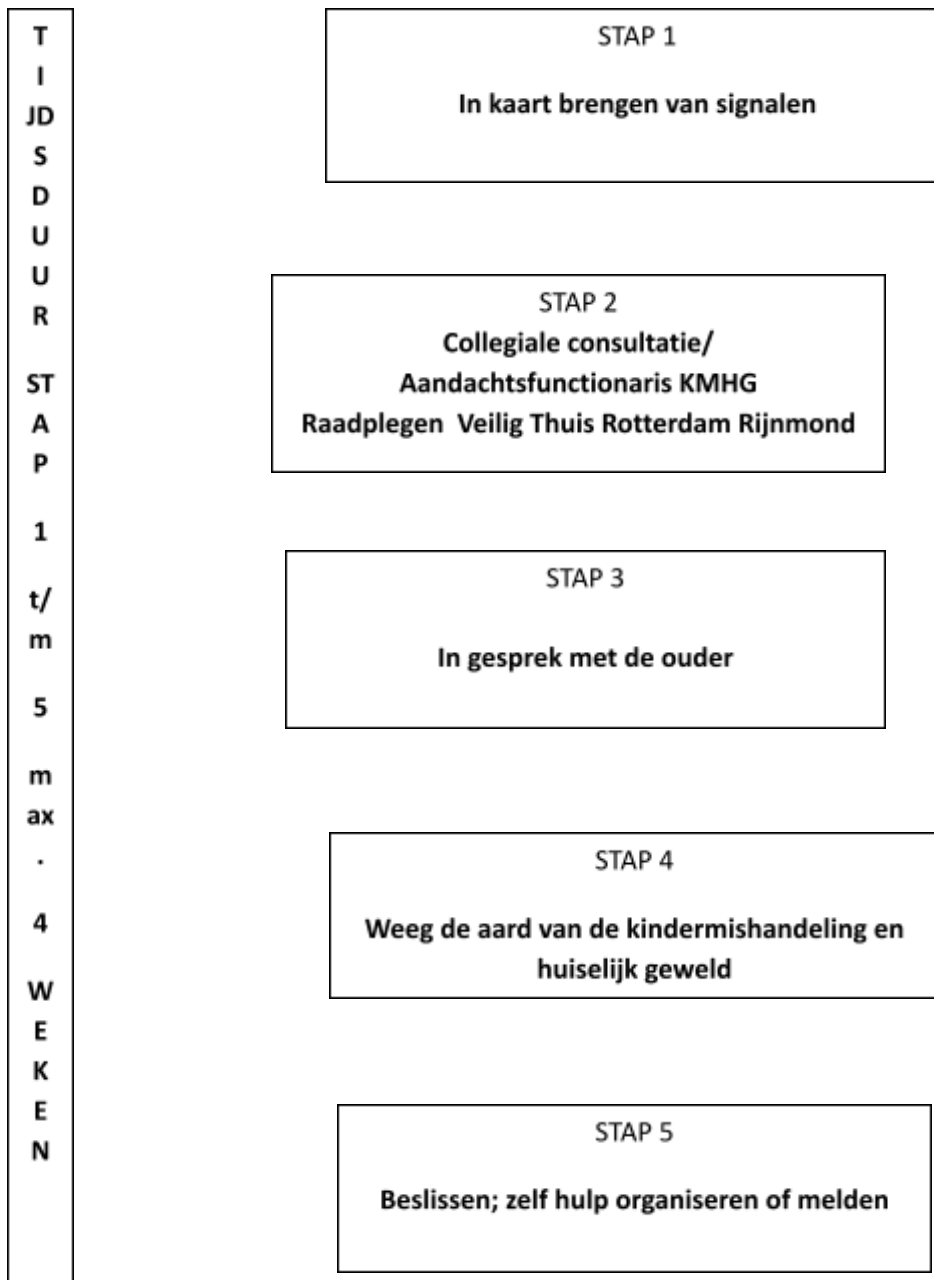 T
I
JD
S
D
U
U
R
ST
A
P
1
t/
m
5
m
ax
.
4
W
E
K
E
N
STAP 1
In kaart brengen van signalen
STAP 2
Collegiale consultatie/
Aandachtsfunctionaris KMHG
Raadplegen Veilig Thuis Rotterdam Rijnmond
STAP 3
In gesprek met de ouder
STAP 4
Weeg de aard van de kindermishandeling en
huiselijk geweld
STAP 5
Beslissen; zelf hulp organiseren of melden